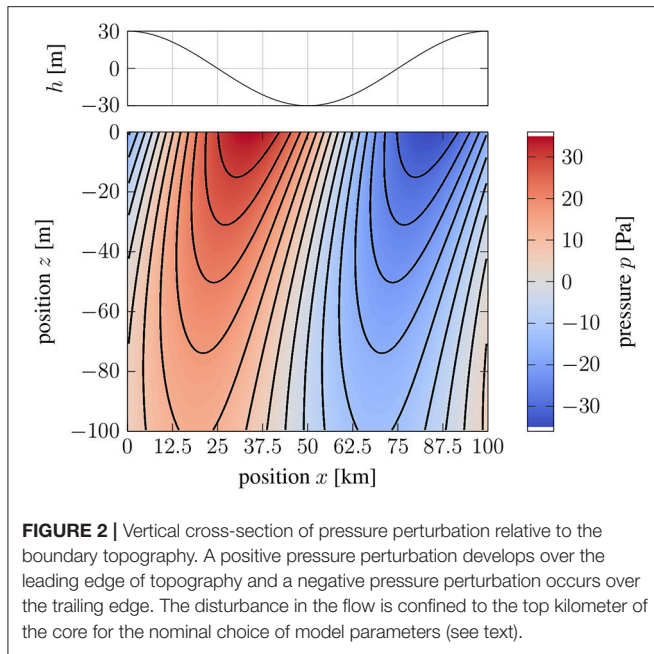 30
0
−30
h [m]
0
−20
−40
−60
−80
−100
position z [m]
0 12.5 25 37.5 50 62.5 75 87.5 100
position x [km]
30
20
10
0
−10
−20
−30
pressure p [Pa]
FIGURE 2 | Vertical cross-section of pressure perturbation relative to the
boundary topography. A positive pressure perturbation develops over the
leading edge of topography and a negative pressure perturbation occurs over
the trailing edge. The disturbance in the flow is confined to the top kilometer of
the core for the nominal choice of model parameters (see text).